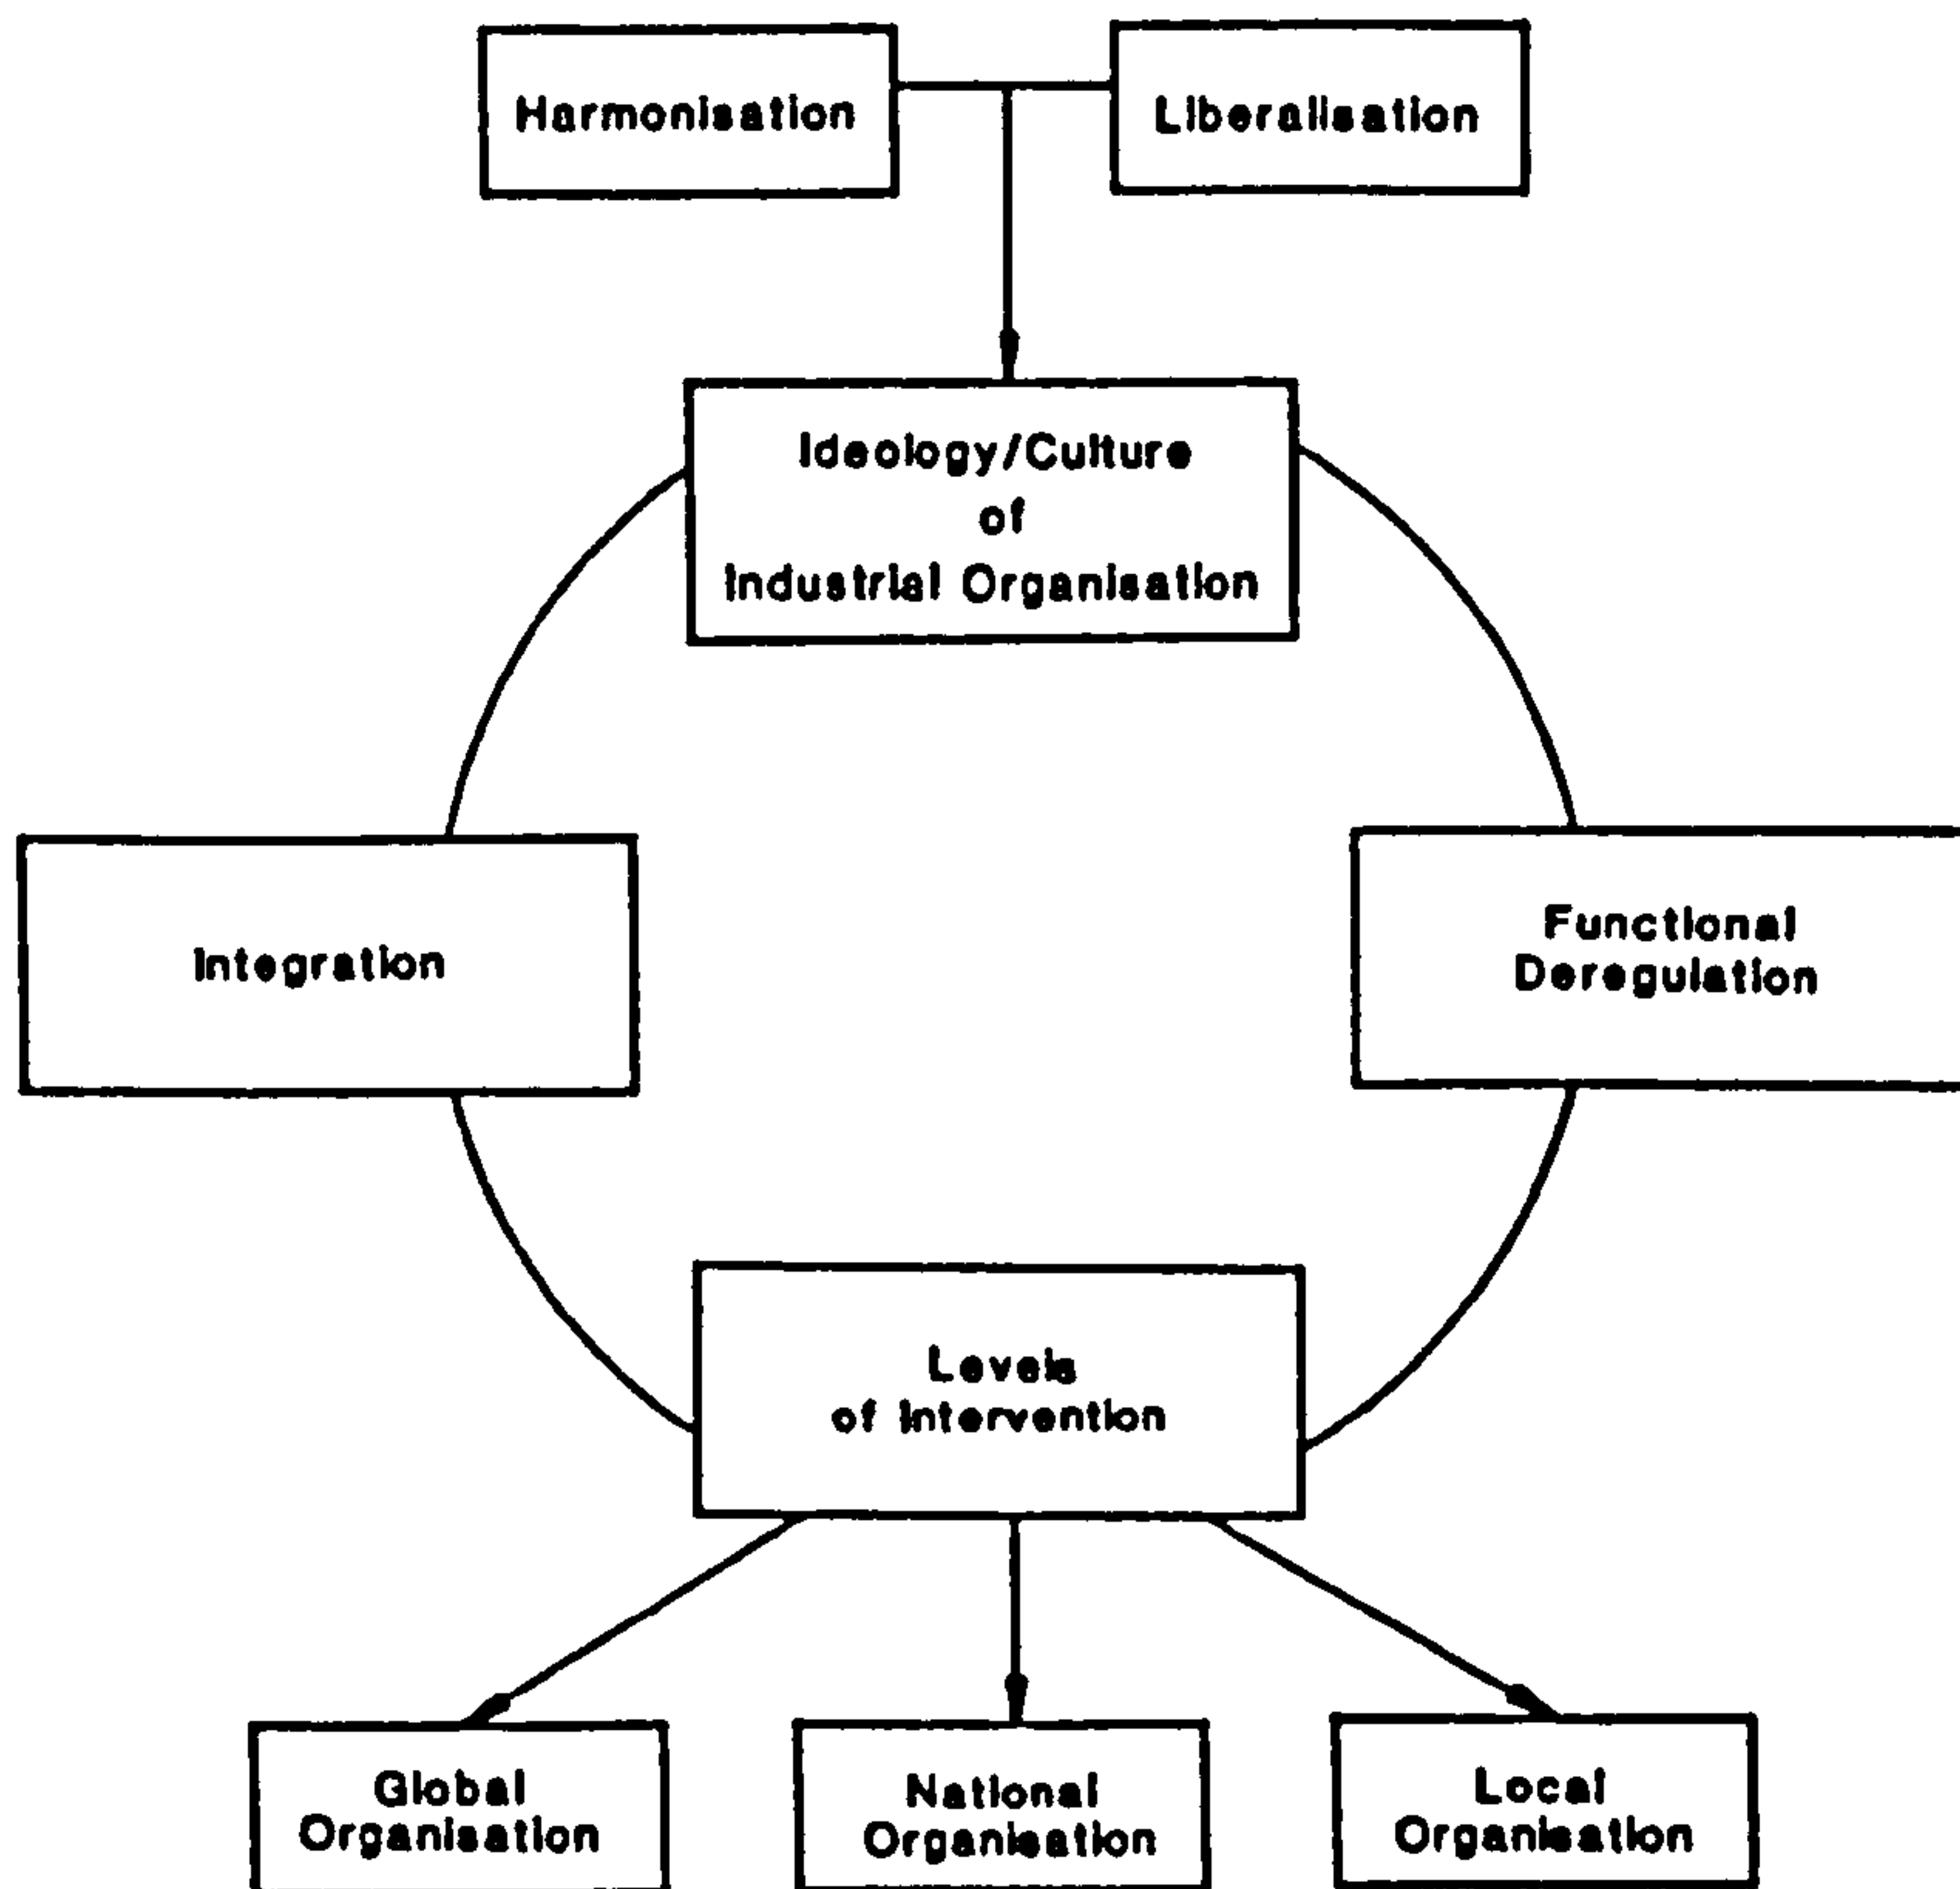 Harmonisation
Liberalisation
Ideology/Culture
of
Industrial Organisation
Integration
Functional
Deregulation
Levels
of Intervention
Global
Organisation
National
Organisation
Local
Organisation